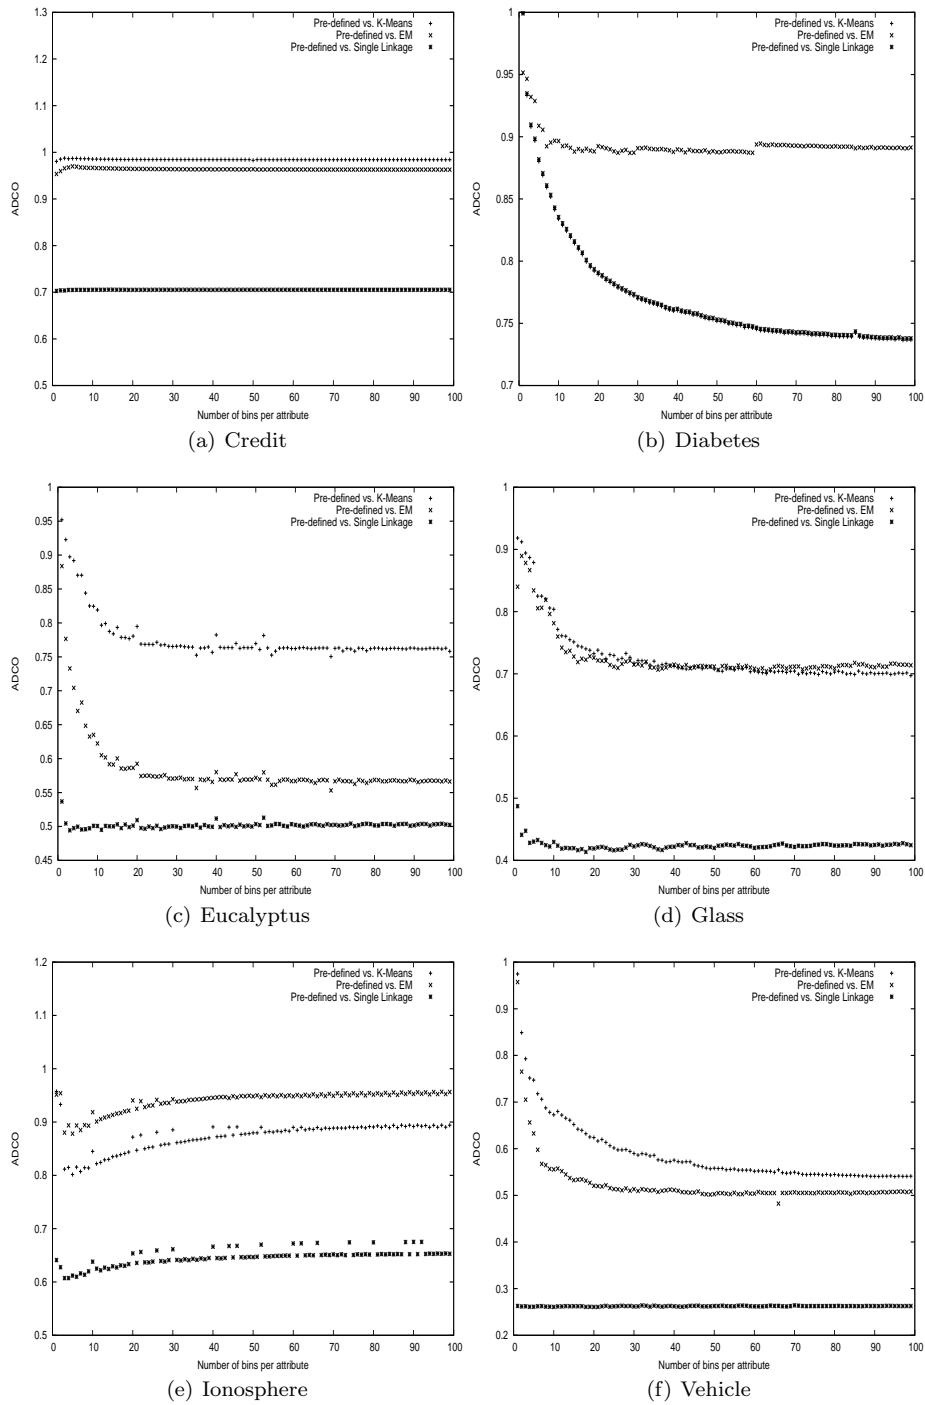 1.3
1.2
1.1
1
0.9
0.8
0.7
0.6
0.5
ADCO
Pre-defined vs. K-Means
Pre-defined vs. EM
Pre-defined vs. Single Linkage
0 10 20 30 40 50 60 70 80 90 100
Number of bins per attribute
(a) Credit
1
0.95
0.9
0.85
0.8
0.75
0.7
ADCO
Pre-defined vs. K-Means
Pre-defined vs. EM
Pre-defined vs. Single Linkage
0 10 20 30 40 50 60 70 80 90 100
Number of bins per attribute
(b) Diabetes
1
0.95
0.9
0.85
0.8
0.75
0.7
0.65
0.6
0.55
0.5
0.45
ADCO
Pre-defined vs. K-Means
Pre-defined vs. EM
Pre-defined vs. Single Linkage
0 10 20 30 40 50 60 70 80 90 100
Number of bins per attribute
(c) Eucalyptus
1
0.9
0.8
0.7
0.6
0.5
0.4
ADCO
Pre-defined vs. K-Means
Pre-defined vs. EM
Pre-defined vs. Single Linkage
0 10 20 30 40 50 60 70 80 90 100
Number of bins per attribute
(d) Glass
1.2
1.1
1
0.9
0.8
0.7
0.6
0.5
ADCO
Pre-defined vs. K-Means
Pre-defined vs. EM
Pre-defined vs. Single Linkage
0 10 20 30 40 50 60 70 80 90 100
Number of bins per attribute
(e) Ionosphere
1
0.9
0.8
0.7
0.6
0.5
0.4
0.3
0.2
ADCO
Pre-defined vs. K-Means
Pre-defined vs. EM
Pre-defined vs. Single Linkage
0 10 20 30 40 50 60 70 80 90 100
Number of bins per attribute
(f) Vehicle